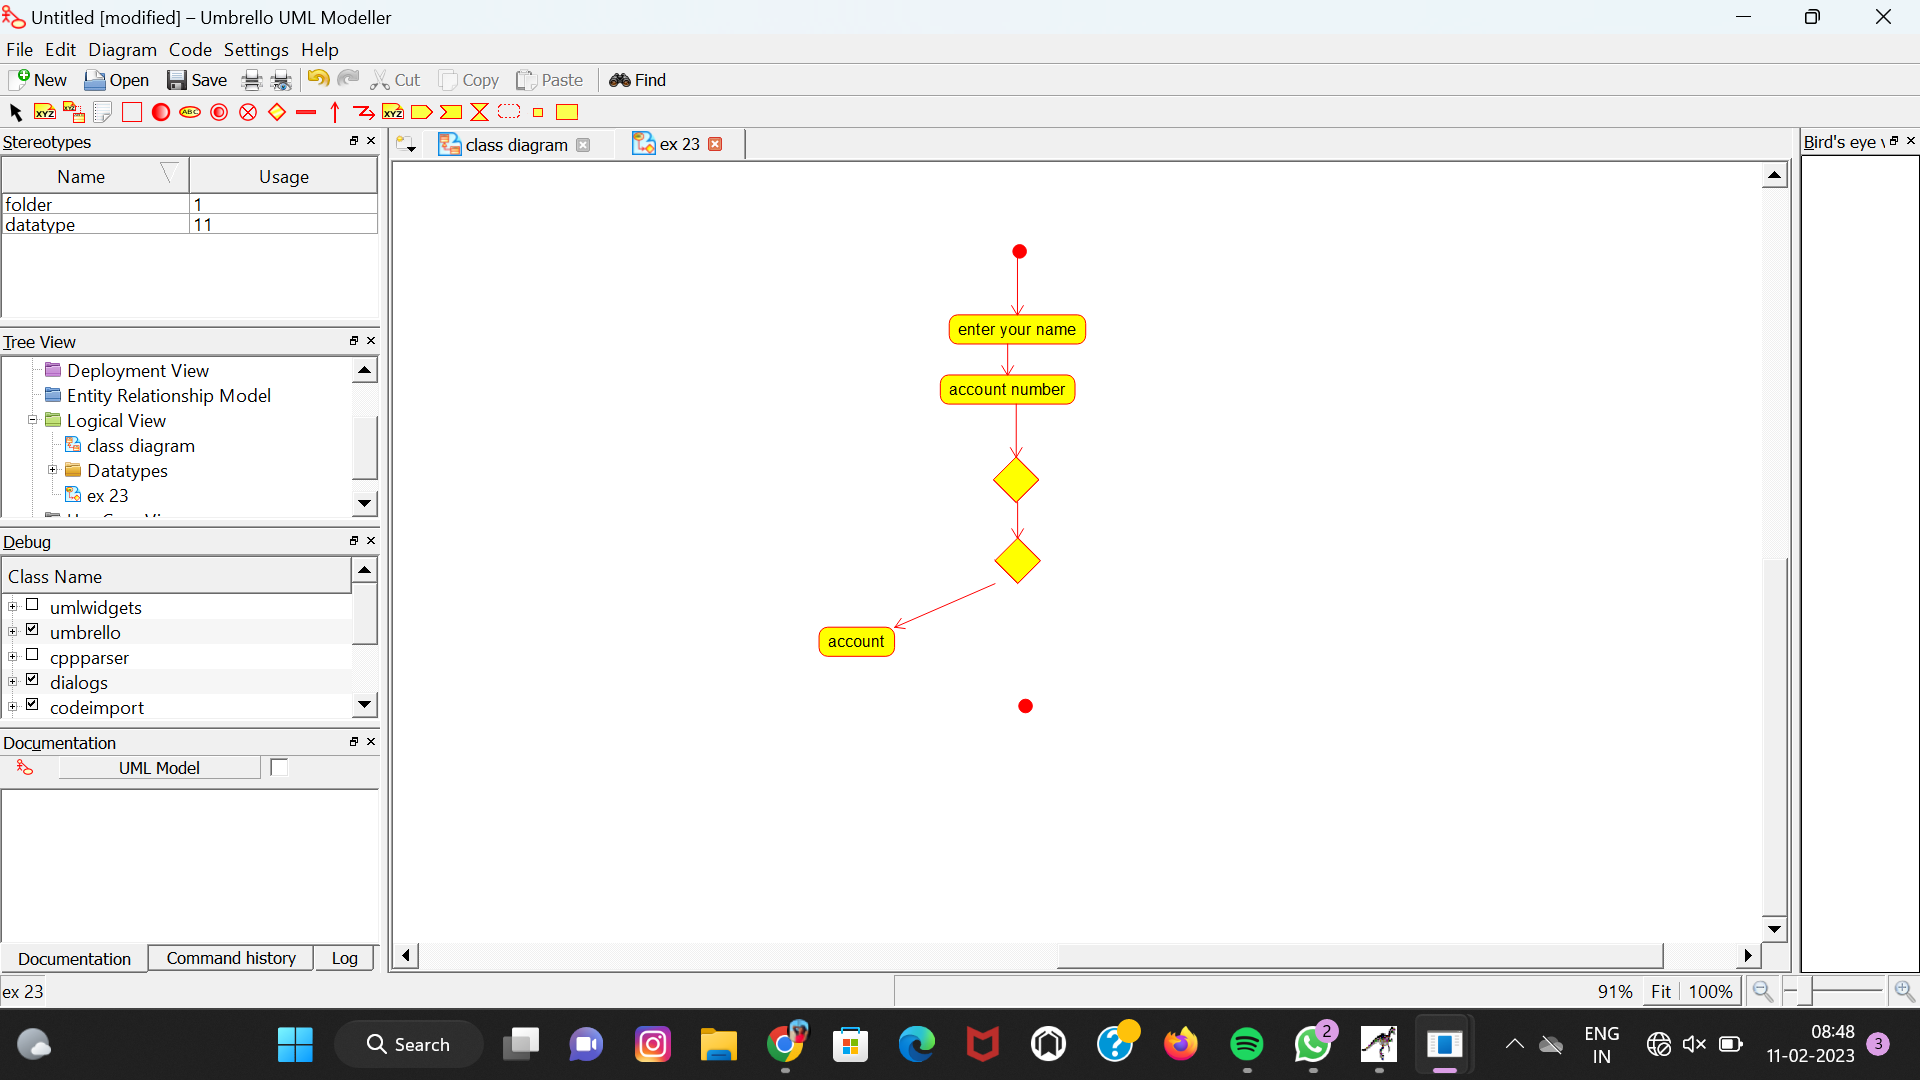 Untitled [modified] – Umbrello UML Modeller
File Edit Diagram Code Settings Help
New Open Save Cut Copy Paste Find
XYZ XYZ ABC XYZ
Stereotypes
Name Usage
folder 1
datatype 11
Tree View
Deployment View
Entity Relationship Model
Logical View
class diagram
Datatypes
ex 23
Debug
Class Name
umlwidgets
umbrello
cppparser
dialogs
codeimport
Documentation
UML Model
Documentation Command history Log
class diagram ex 23
enter your name
account number
account
Bird's eye
ex 23
91% Fit 100%
Search
2
ENG
IN
08:48
11-02-2023
3